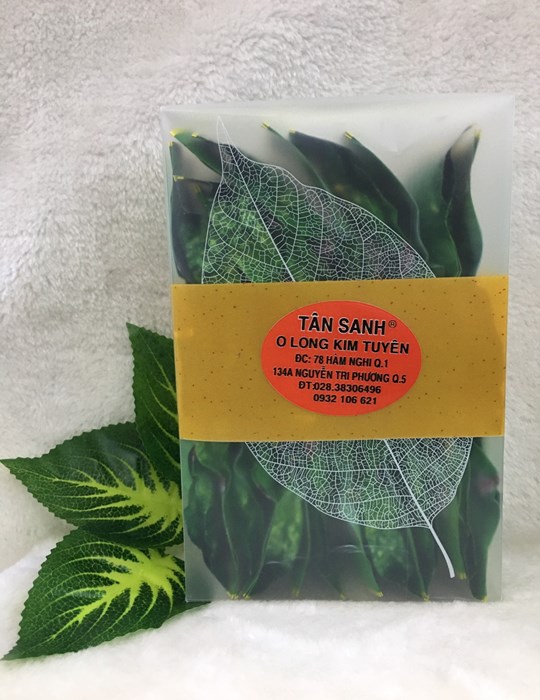 TÂN SANH®
O LONG KIM TUYẾN
ĐC: 78 HÀM NGHI Q.1
134A NGUYỄN TRI PHƯƠNG Q.5
ĐT:028.38306496
0932 106 621